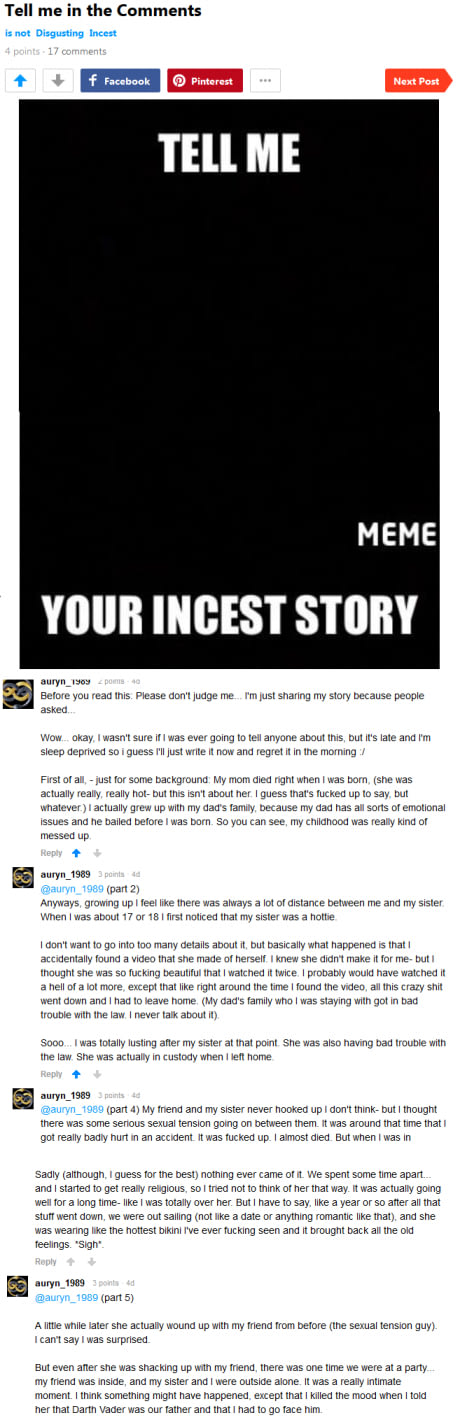 Tell me in the Comments
is not Disgusting Incest
4 points · 17 comments
Facebook
Pinterest
Next Post
TELL ME
MEME
YOUR INCEST STORY
auryn_1989 2 points · 4d
Before you read this: Please don't judge me... I'm just sharing my story because people
asked...
Wow... okay, I wasn't sure if I was ever going to tell anyone about this, but it's late and I'm
sleep deprived so i guess I'll just write it now and regret it in the morning :/
First of all, - just for some background: My mom died right when I was born, (she was
actually really, really hot- but this isn't about her. I guess that's fucked up to say, but
whatever.) I actually grew up with my dad's family, because my dad has all sorts of emotional
issues and he bailed before I was born. So you can see, my childhood was really kind of
messed up.
Reply
auryn_1989 3 points · 4d
@auryn_1989 (part 2)
Anyways, growing up I feel like there was always a lot of distance between me and my sister.
When I was about 17 or 18 I first noticed that my sister was a hottie.
I don't want to go into too many details about it, but basically what happened is that I
accidentally found a video that she made of herself. I knew she didn't make it for me- but I
thought she was so fucking beautiful that I watched it twice. I probably would have watched it
a hell of a lot more, except that like right around the time I found the video, all this crazy shit
went down and I had to leave home. (My dad's family who I was staying with got in bad
trouble with the law. I never talk about it).
Sooo... I was totally lusting after my sister at that point. She was also having bad trouble with
the law. She was actually in custody when I left home.
Reply
auryn_1989 3 points · 4d
@auryn_1989 (part 4) My friend and my sister never hooked up I don't think- but I thought
there was some serious sexual tension going on between them. It was around that time that I
got really badly hurt in an accident. It was fucked up. I almost died. But when I was in
Sadly (although, I guess for the best) nothing ever came of it. We spent some time apart...
and I started to get really religious, so I tried not to think of her that way. It was actually going
well for a long time- like I was totally over her. But I have to say, like a year or so after all that
stuff went down, we were out sailing (not like a date or anything romantic like that), and she
was wearing like the hottest bikini I've ever fucking seen and it brought back all the old
feelings. *Sigh*.
Reply
auryn_1989 3 points · 4d
@auryn_1989 (part 5)
A little while later she actually wound up with my friend from before (the sexual tension guy).
I can't say I was surprised.
But even after she was shacking up with my friend, there was one time we were at a party...
my friend was inside, and my sister and I were outside alone. It was a really intimate
moment. I think something might have happened, except that I killed the mood when I told
her that Darth Vader was our father and that I had to go face him.